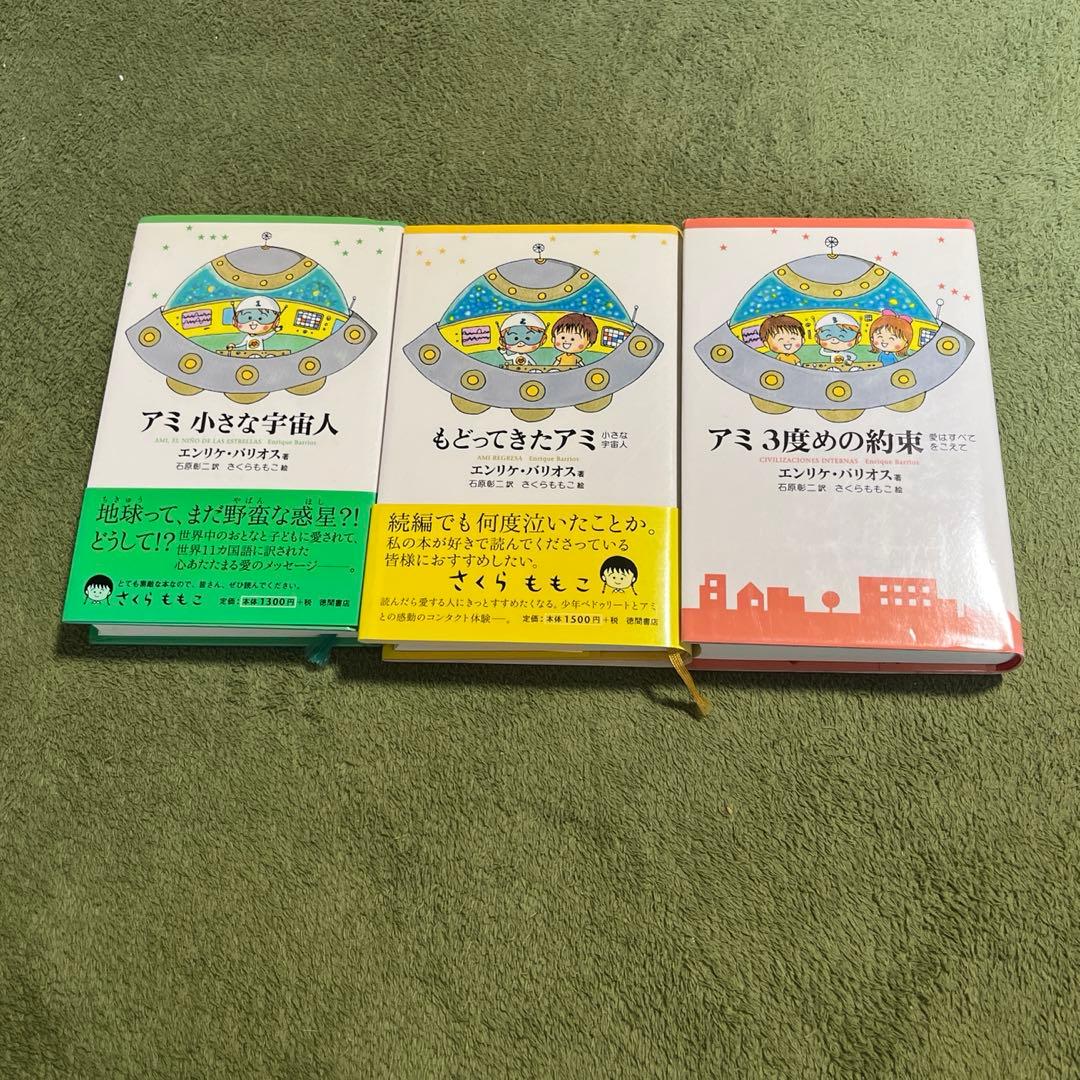 アミ 小さな宇宙人
AMI, EL NIÑO DE LAS ESTRELLAS Enrique Barrios
エンリケ・バリオス 著
石原彰二 訳 さくらももこ 絵
ちきゅう やばん ほし
地球って、まだ野蛮な惑星?!
どうして!? 世界中のおとなと子どもに愛されて、
世界11カ国語に訳された
心あたたまる愛のメッセージ――。
とても素敵な本なので、皆さん、ぜひ読んでください。
さくらももこ
定価:本体1300円+税 徳間書店
もどってきたアミ 小さな
宇宙人
AMI REGRESA Enrique Barrios
エンリケ・バリオス 著
石原彰二 訳 さくらももこ 絵
続編でも何度泣いたことか。
私の本が好きで読んでくださっている
皆様におすすめしたい。
さくらももこ
読んだら愛する人にきっとすすめたくなる。少年ペドゥリートとアミ
との感動のコンタクト体験―。 定価:本体1500円+税 徳間書店
アミ 3度めの約束 愛はすべて
をこえて
CIVILIZACIONES INTERNAS Enrique Barrios
エンリケ・バリオス 著
石原彰二 訳 さくらももこ 絵
1
2
3